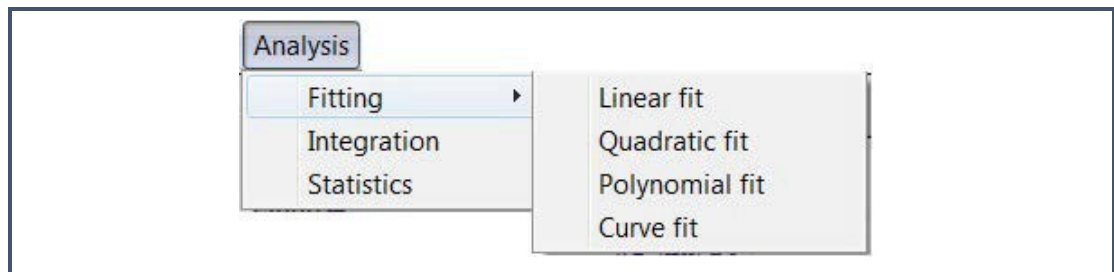 Analysis
Fitting
Integration
Statistics
Linear fit
Quadratic fit
Polynomial fit
Curve fit